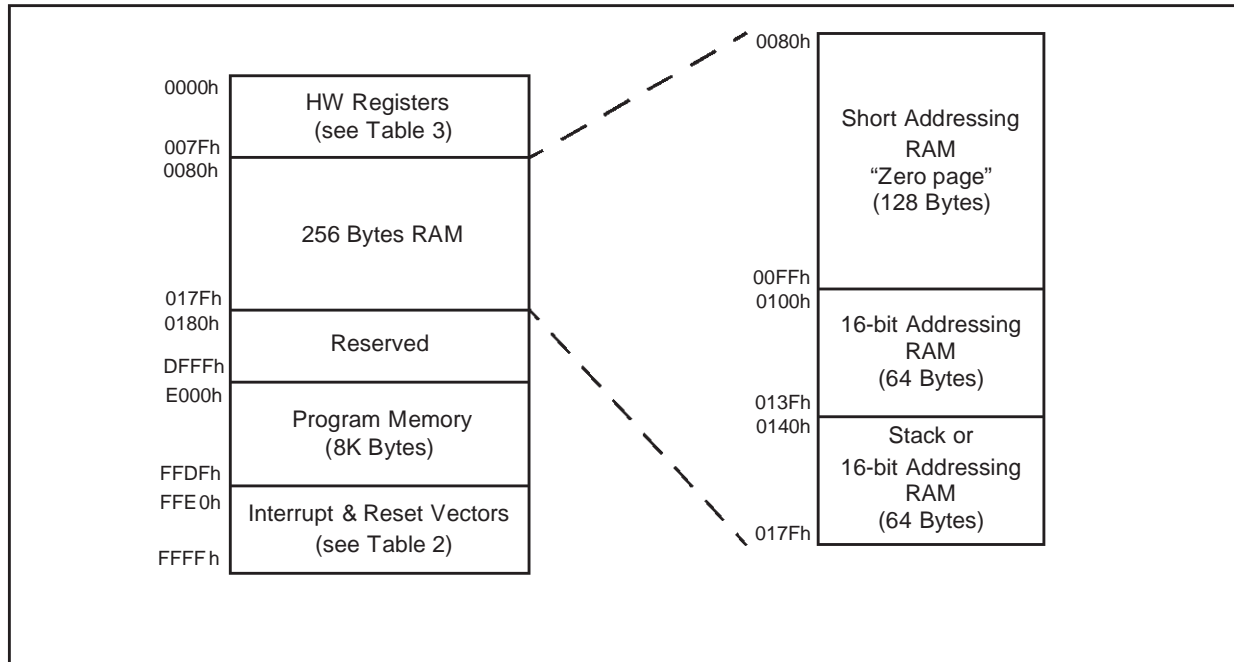 0000h
HW Registers
(see Table 3)
007Fh
0080h
256 Bytes RAM
017Fh
0180h
Reserved
DFFFh
E000h
Program Memory
(8K Bytes)
FFDFh
FFE0h
Interrupt & Reset Vectors
(see Table 2)
FFFFh
0080h
Short Addressing
RAM
“Zero page”
(128 Bytes)
00FFh
0100h
16-bit Addressing
RAM
(64 Bytes)
013Fh
0140h
Stack or
16-bit Addressing
RAM
(64 Bytes)
017Fh